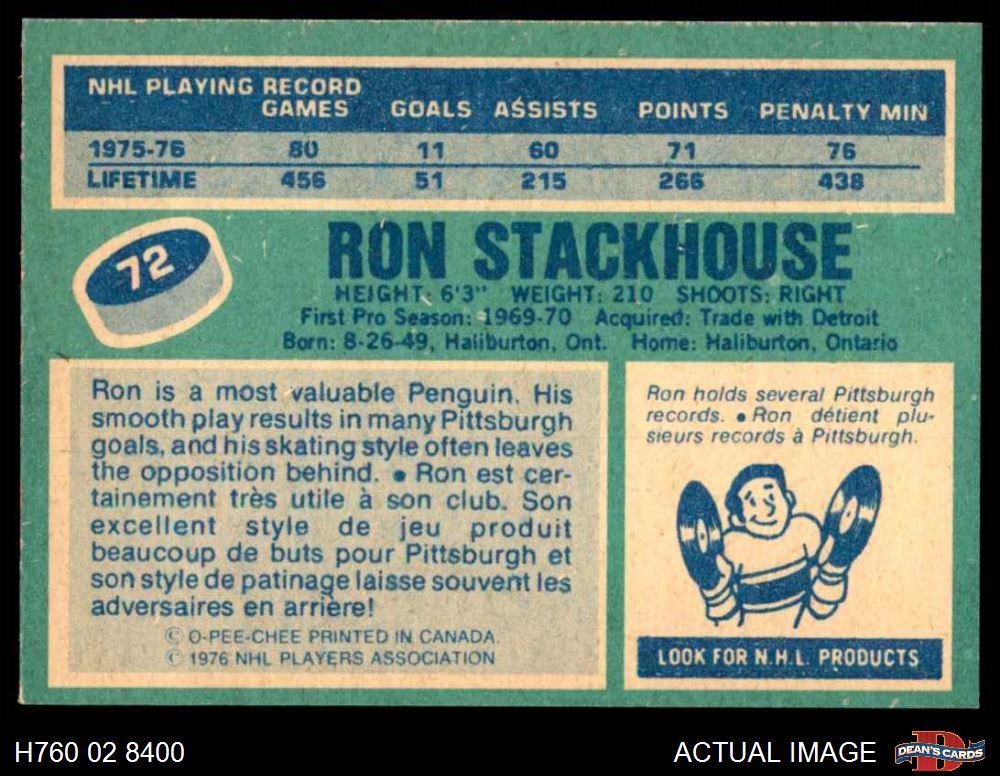 NHL PLAYING RECORD
GAMES GOALS ASSISTS POINTS PENALTY MIN
1975-76 80 11 60 71 76
LIFETIME 456 51 215 266 438
72
RON STACKHOUSE
HEIGHT: 6'3" WEIGHT: 210 SHOOTS: RIGHT
First Pro Season: 1969-70 Acquired: Trade with Detroit
Born: 8-26-49, Haliburton, Ont. Home: Haliburton, Ontario
Ron is a most valuable Penguin. His
smooth play results in many Pittsburgh
goals, and his skating style often leaves
the opposition behind. ● Ron est cer-
tainement très utile à son club. Son
excellent style de jeu produit
beaucoup de buts pour Pittsburgh et
son style de patinage laisse souvent les
adversaires en arrière!
© O-PEE-CHEE PRINTED IN CANADA.
© 1976 NHL PLAYERS ASSOCIATION
Ron holds several Pittsburgh
records. ● Ron détient plu-
sieurs records à Pittsburgh.
LOOK FOR N.H.L. PRODUCTS
H760 02 8400
ACTUAL IMAGE
D
DEAN'S CARDS